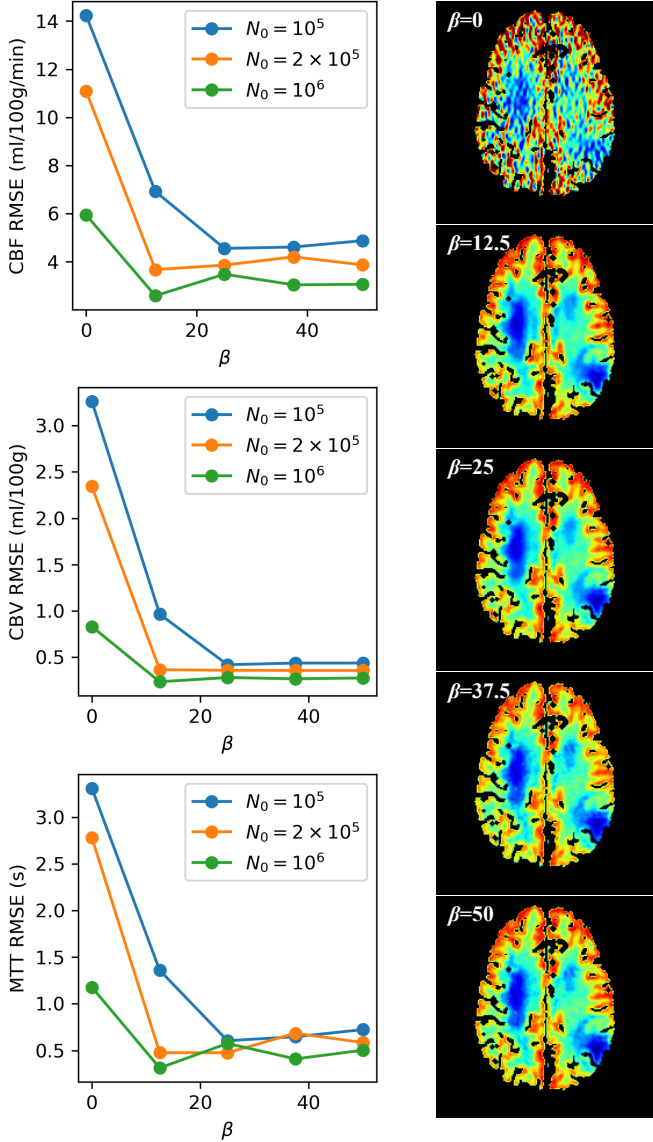 14
12
10
8
6
4
CBF RMSE (ml/100g/min)
N₀ = 10⁵
N₀ = 2 × 10⁵
N₀ = 10⁶
0
20
40
β
3.0
2.5
2.0
1.5
1.0
0.5
CBV RMSE (ml/100g)
N₀ = 10⁵
N₀ = 2 × 10⁵
N₀ = 10⁶
0
20
40
β
3.0
2.5
2.0
1.5
1.0
0.5
MTT RMSE (s)
N₀ = 10⁵
N₀ = 2 × 10⁵
N₀ = 10⁶
0
20
40
β
β=0
β=12.5
β=25
β=37.5
β=50